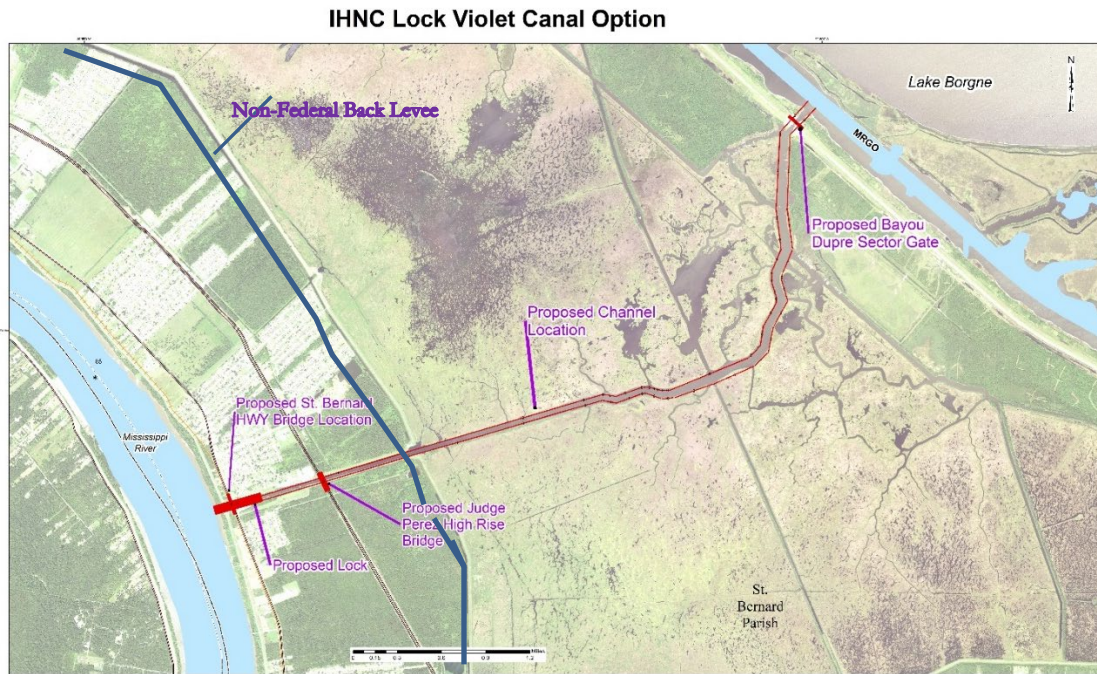 IHNC Lock Violet Canal Option
Lake Borgne
N
Non-Federal Back Levee
MRGO
Proposed Bayou
Dupre Sector Gate
Proposed Channel
Location
Proposed St. Bernard
HWY Bridge Location
Mississippi
River
Proposed Judge
Perez High Rise
Bridge
Proposed Lock
St.
Bernard
Parish